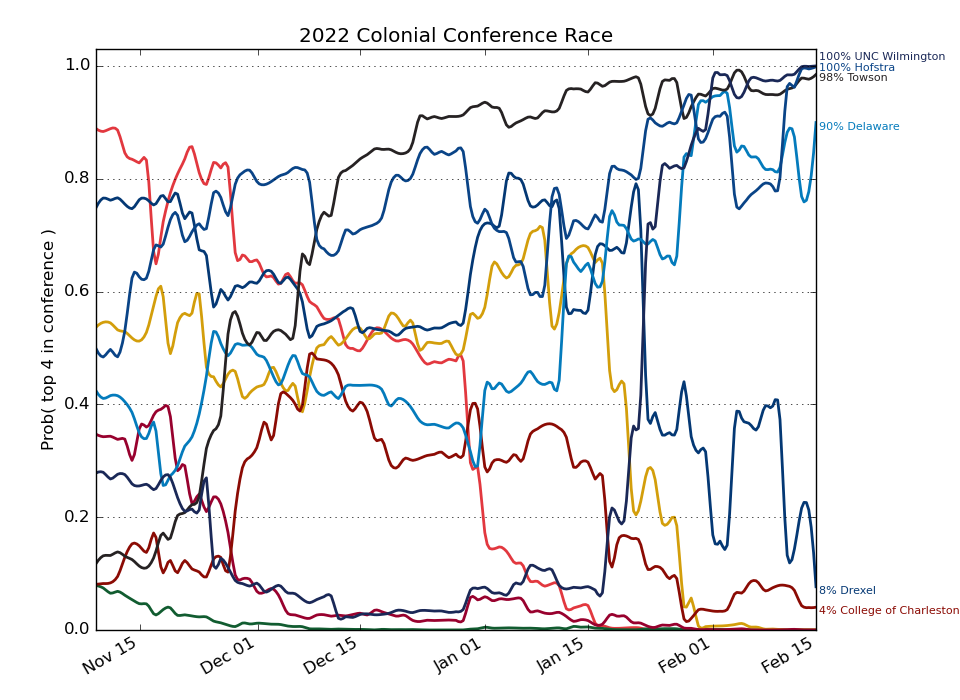 2022 Colonial Conference Race
Prob( top 4 in conference )
1.0
0.8
0.6
0.4
0.2
0.0
Nov 15
Dec 01
Dec 15
Jan 01
Jan 15
Feb 01
Feb 15
100% UNC Wilmington
100% Hofstra
98% Towson
90% Delaware
8% Drexel
4% College of Charleston